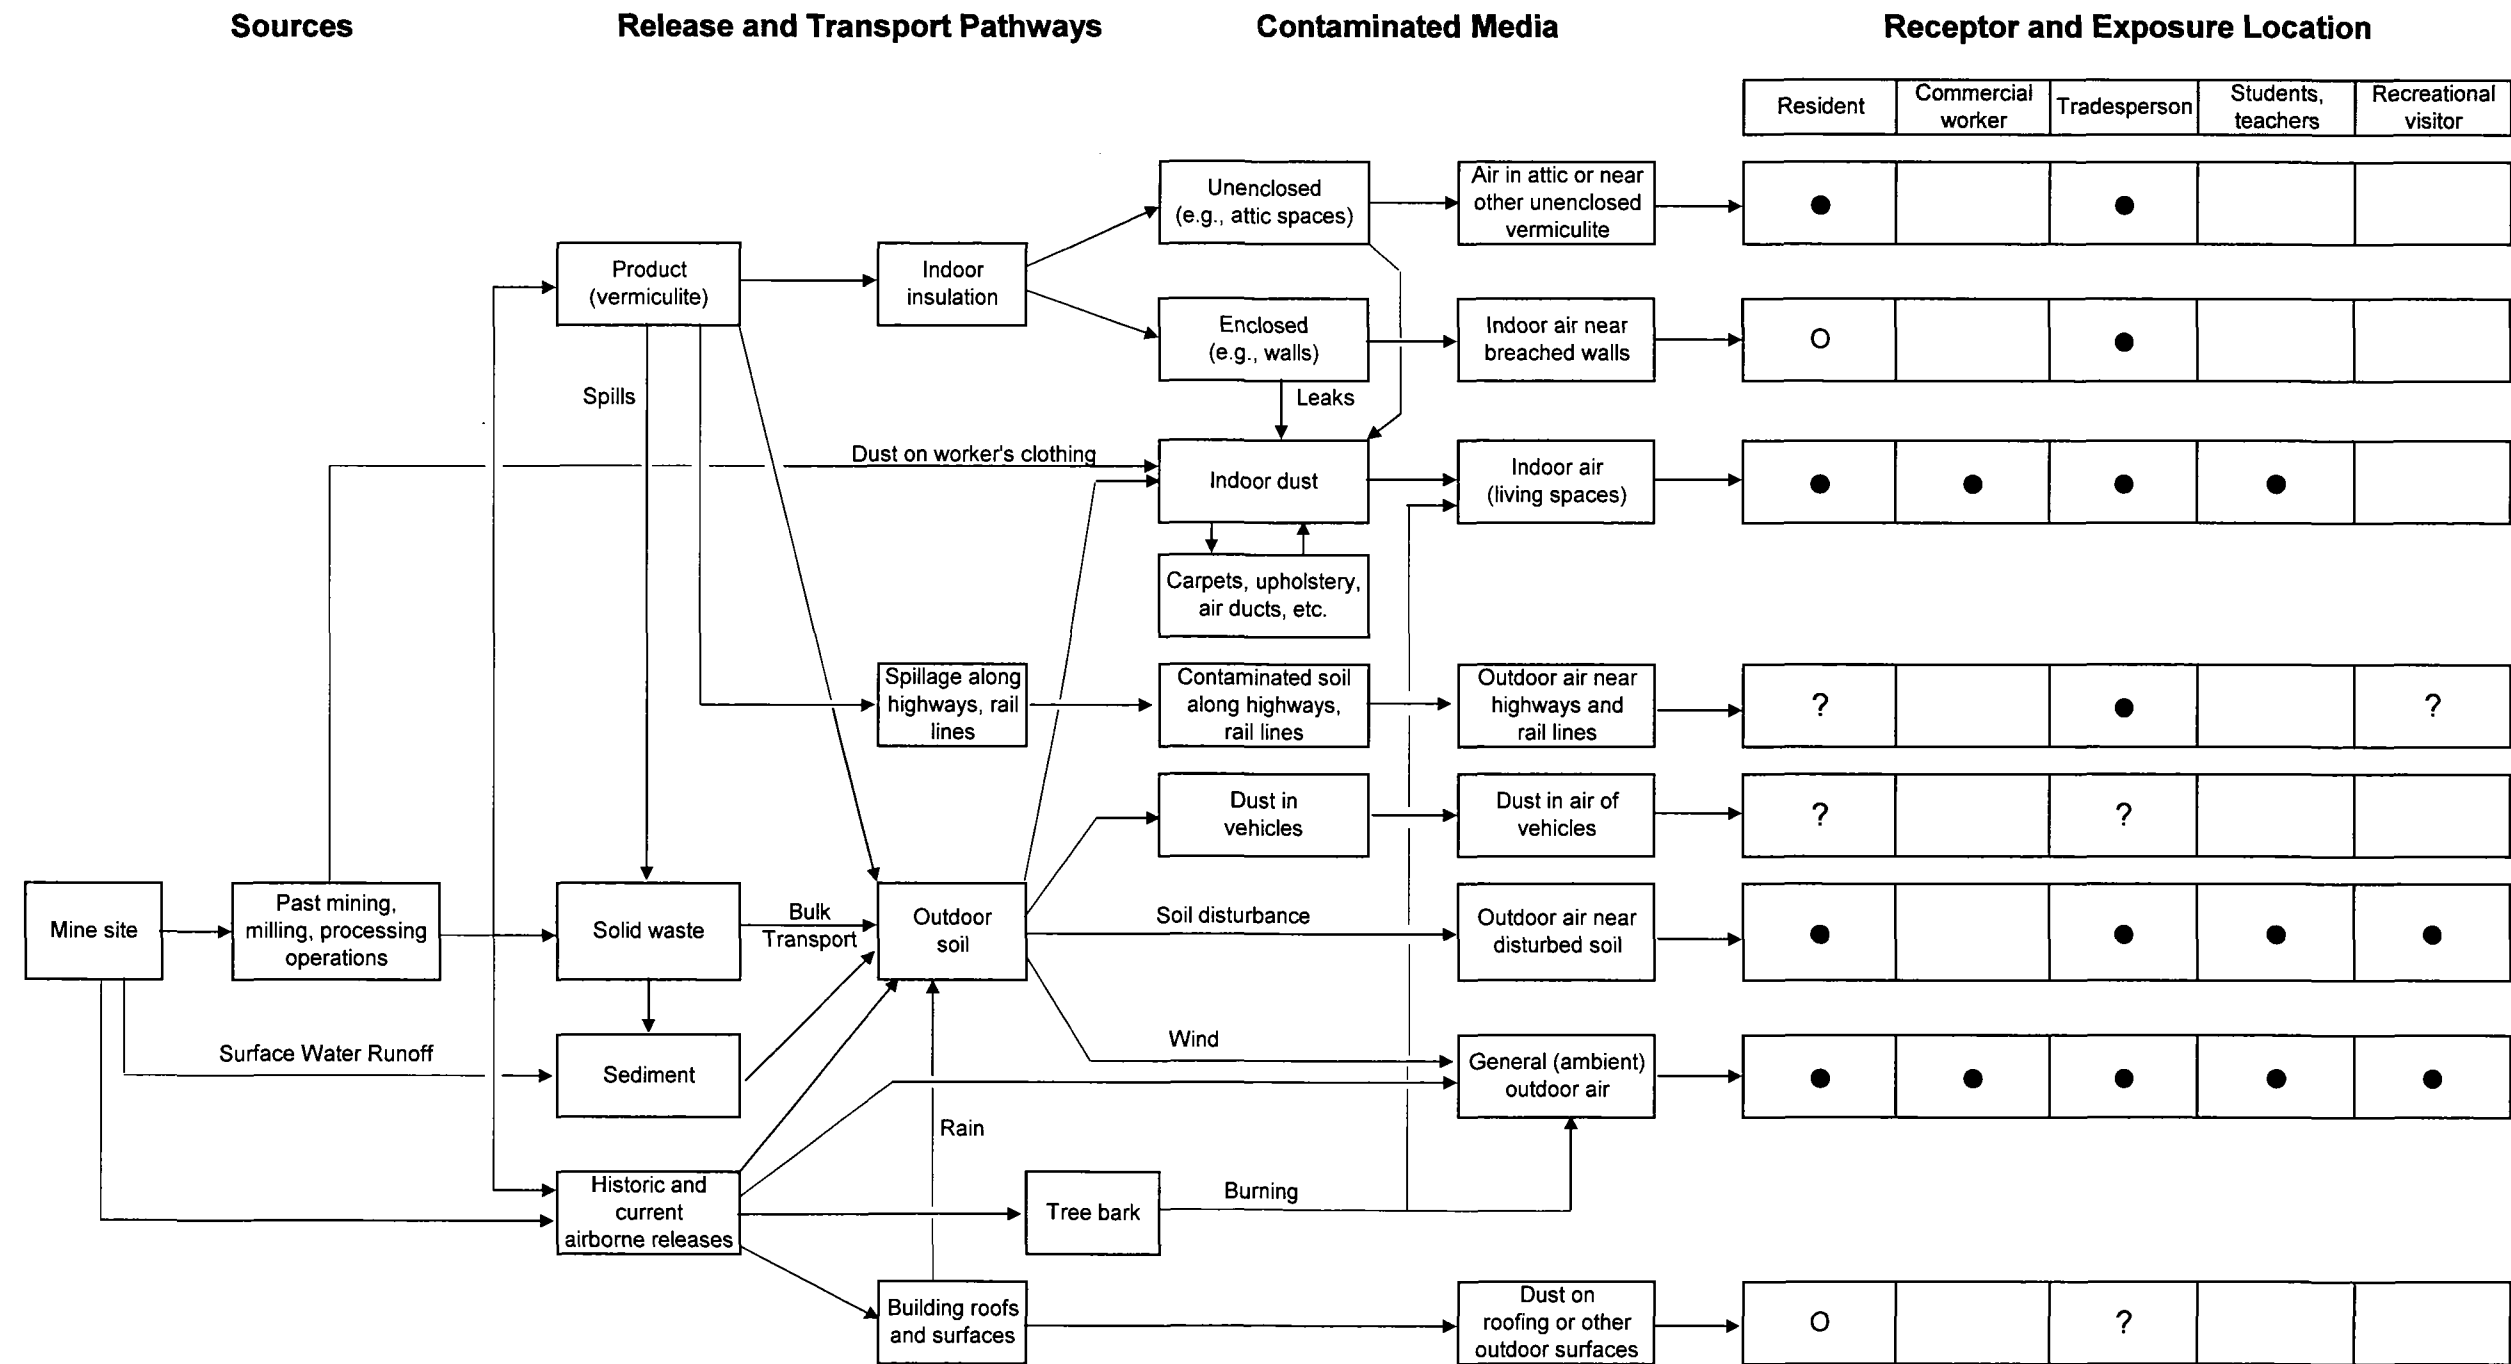 Sources
Release and Transport Pathways
Contaminated Media
Receptor and Exposure Location
Resident
Commercial
worker
Tradesperson
Students,
teachers
Recreational
visitor
Unenclosed
(e.g., attic spaces)
Air in attic or near
other unenclosed
vermiculite
Product
(vermiculite)
Indoor
insulation
Enclosed
(e.g., walls)
Indoor air near
breached walls
O
Spills
Leaks
Dust on worker's clothing
Indoor dust
Indoor air
(living spaces)
Carpets, upholstery,
air ducts, etc.
Spillage along
highways, rail
lines
Contaminated soil
along highways,
rail lines
Outdoor air near
highways and
rail lines
?
?
Dust in
vehicles
Dust in air of
vehicles
?
?
Mine site
Past mining,
milling, processing
operations
Solid waste
Bulk
Transport
Outdoor
soil
Soil disturbance
Outdoor air near
disturbed soil
Surface Water Runoff
Sediment
Wind
General (ambient)
outdoor air
Rain
Historic and
current
airborne releases
Tree bark
Burning
Building roofs
and surfaces
Dust on
roofing or other
outdoor surfaces
O
?